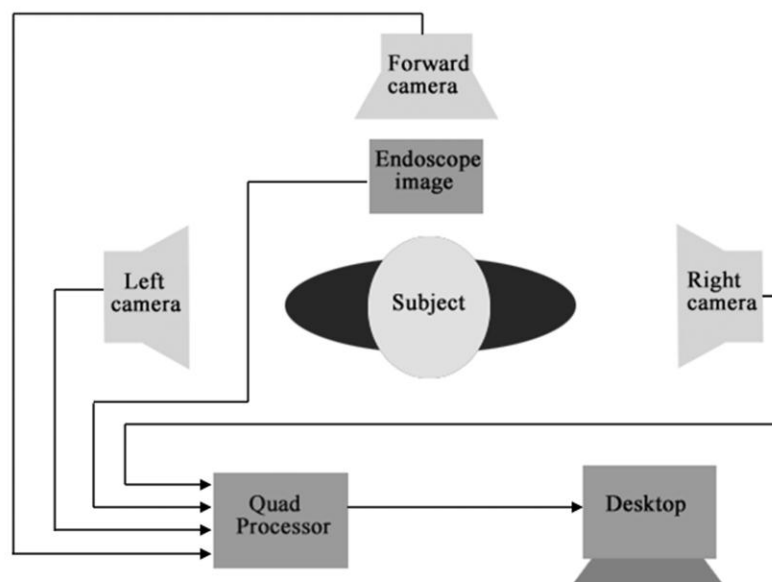 Forward
camera
Endoscope
image
Left
camera
Subject
Right
camera
Quad
Processor
Desktop